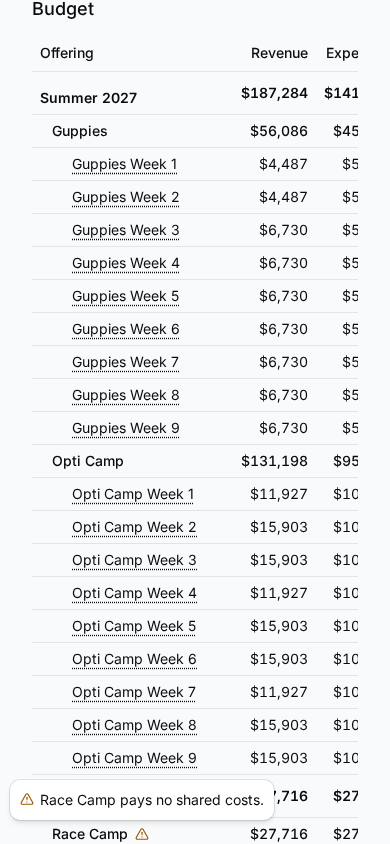 Budget
Offering Revenue Expe
Summer 2027 $187,284 $141
Guppies $56,086 $45
Guppies Week 1 $4,487 $5
Guppies Week 2 $4,487 $5
Guppies Week 3 $6,730 $5
Guppies Week 4 $6,730 $5
Guppies Week 5 $6,730 $5
Guppies Week 6 $6,730 $5
Guppies Week 7 $6,730 $5
Guppies Week 8 $6,730 $5
Guppies Week 9 $6,730 $5
Opti Camp $131,198 $95
Opti Camp Week 1 $11,927 $10
Opti Camp Week 2 $15,903 $10
Opti Camp Week 3 $15,903 $10
Opti Camp Week 4 $11,927 $10
Opti Camp Week 5 $15,903 $10
Opti Camp Week 6 $15,903 $10
Opti Camp Week 7 $11,927 $10
Opti Camp Week 8 $15,903 $10
Opti Camp Week 9 $15,903 $10
Race Camp pays no shared costs. 7,716 $27
Race Camp $27,716 $27